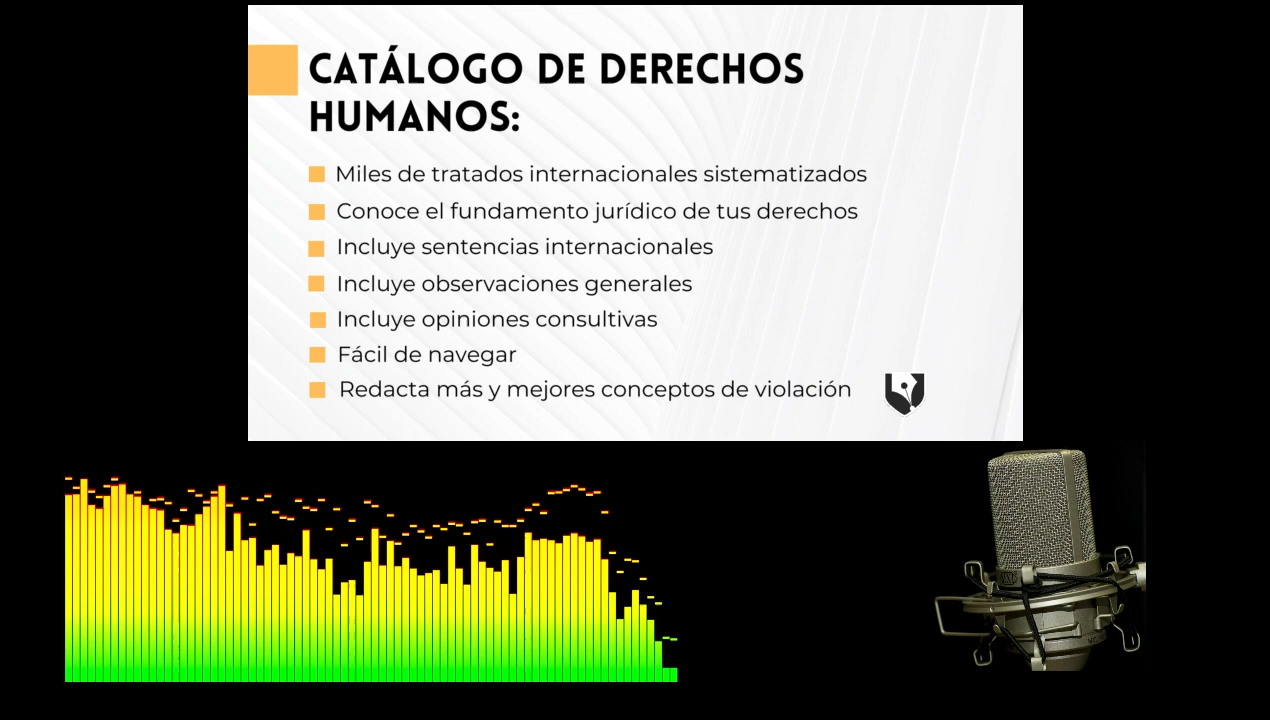 CATÁLOGO DE DERECHOS
HUMANOS:
Miles de tratados internacionales sistematizados
Conoce el fundamento jurídico de tus derechos
Incluye sentencias internacionales
Incluye observaciones generales
Incluye opiniones consultivas
Fácil de navegar
Redacta más y mejores conceptos de violación